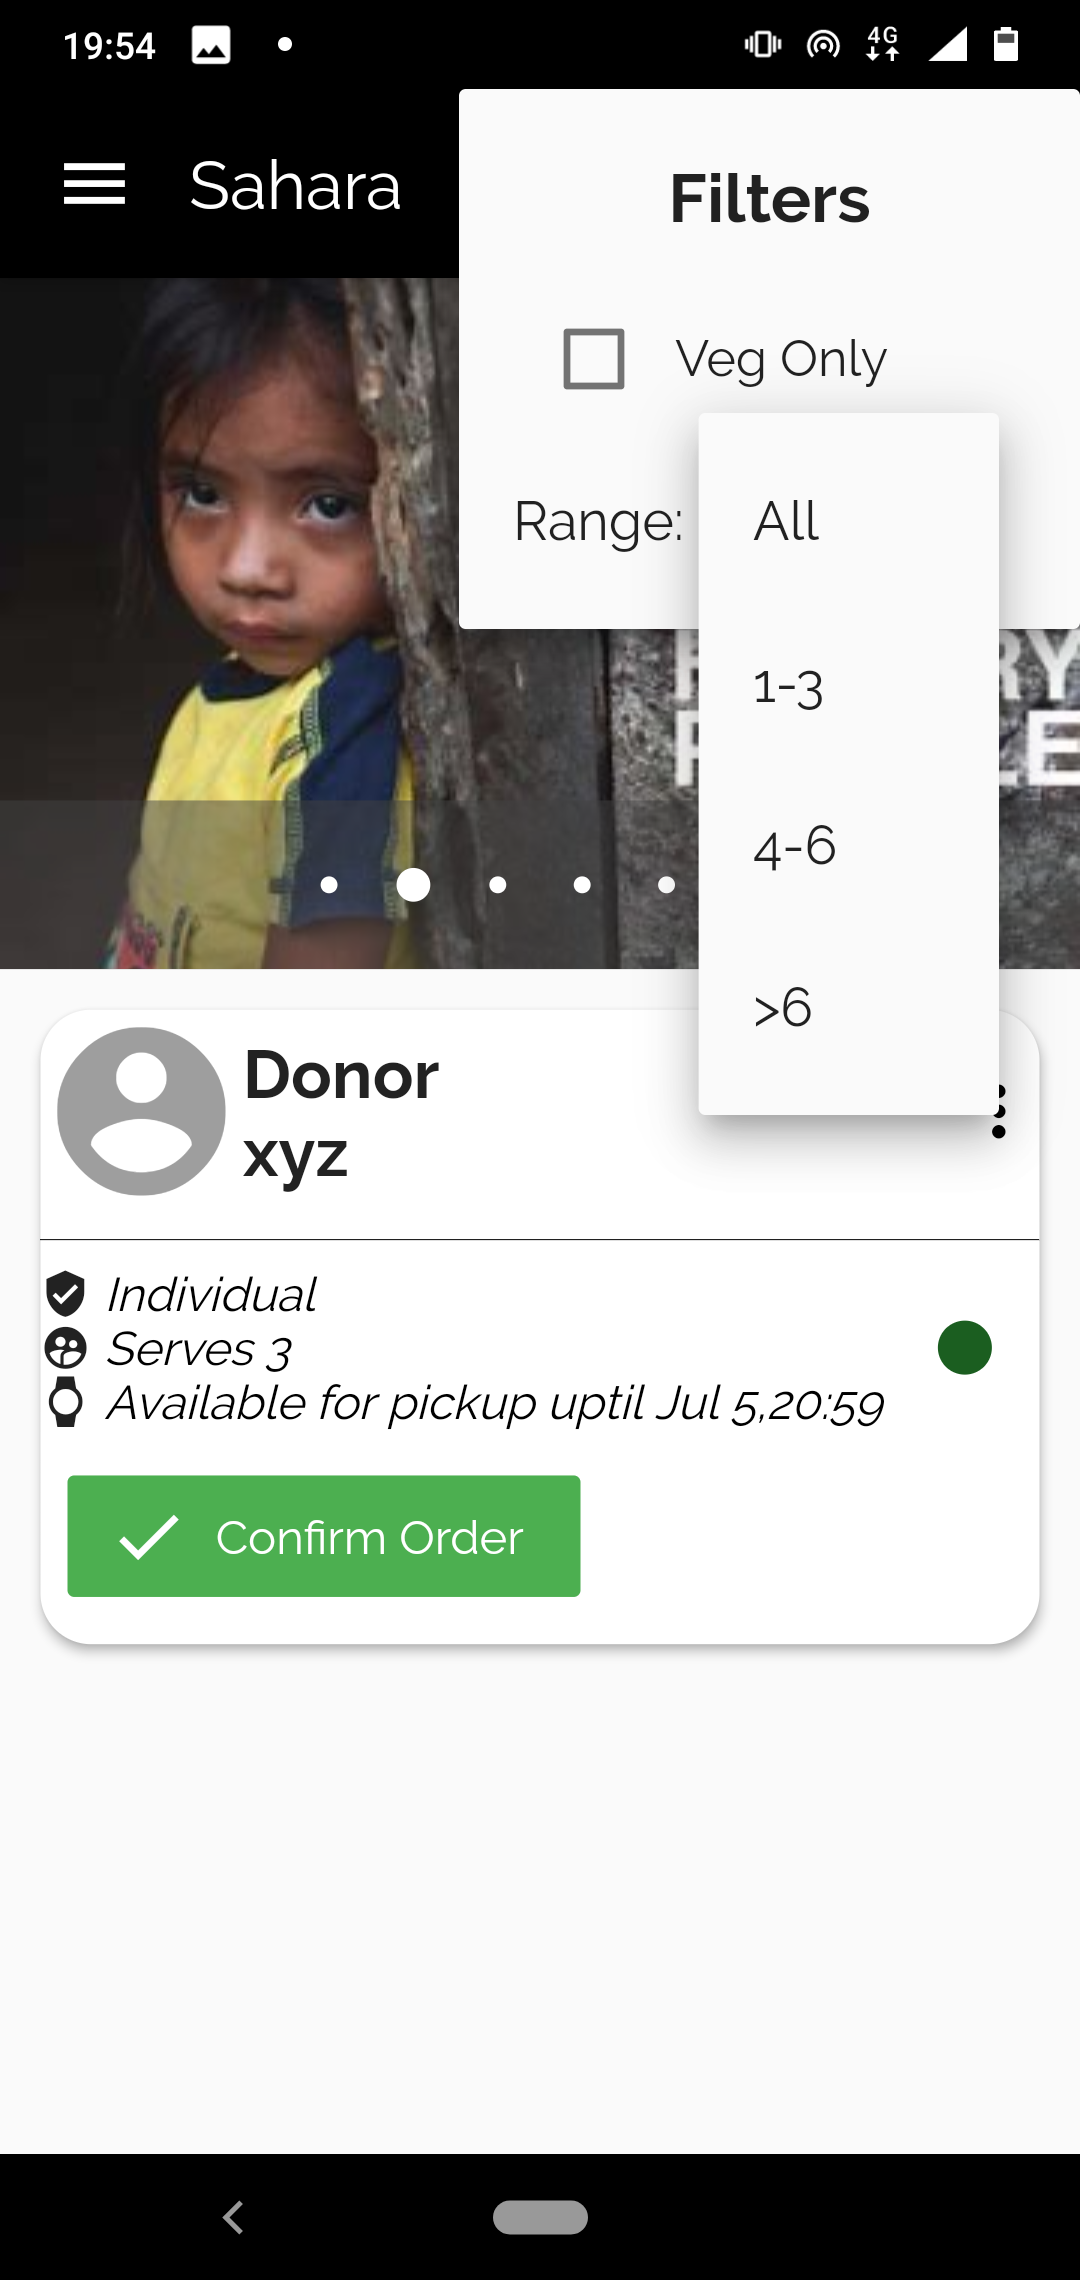 19:54
4G
Sahara
Filters
Veg Only
Range:
All
1-3
4-6
>6
Donor
xyz
Individual
Serves 3
Available for pickup uptil Jul 5,20:59
Confirm Order